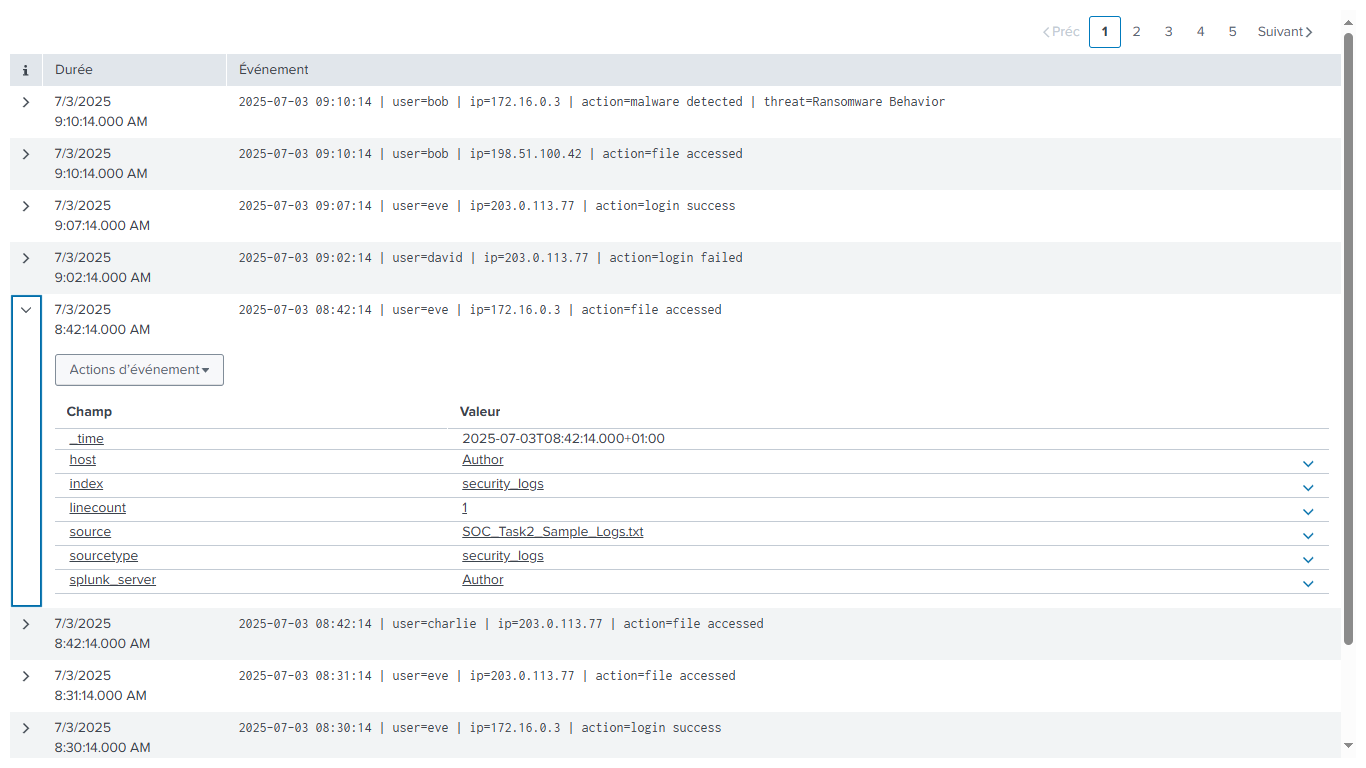 Préc 1 2 3 4 5 Suivant
i Durée Événement
7/3/2025 2025-07-03 09:10:14 | user=bob | ip=172.16.0.3 | action=malware detected | threat=Ransomware Behavior
9:10:14.000 AM
7/3/2025 2025-07-03 09:10:14 | user=bob | ip=198.51.100.42 | action=file accessed
9:10:14.000 AM
7/3/2025 2025-07-03 09:07:14 | user=eve | ip=203.0.113.77 | action=login success
9:07:14.000 AM
7/3/2025 2025-07-03 09:02:14 | user=david | ip=203.0.113.77 | action=login failed
9:02:14.000 AM
7/3/2025 2025-07-03 08:42:14 | user=eve | ip=172.16.0.3 | action=file accessed
8:42:14.000 AM
Actions d’événement
Champ Valeur
_time 2025-07-03T08:42:14.000+01:00
host Author
index security_logs
linecount 1
source SOC_Task2_Sample_Logs.txt
sourcetype security_logs
splunk_server Author
7/3/2025 2025-07-03 08:42:14 | user=charlie | ip=203.0.113.77 | action=file accessed
8:42:14.000 AM
7/3/2025 2025-07-03 08:31:14 | user=eve | ip=203.0.113.77 | action=file accessed
8:31:14.000 AM
7/3/2025 2025-07-03 08:30:14 | user=eve | ip=172.16.0.3 | action=login success
8:30:14.000 AM